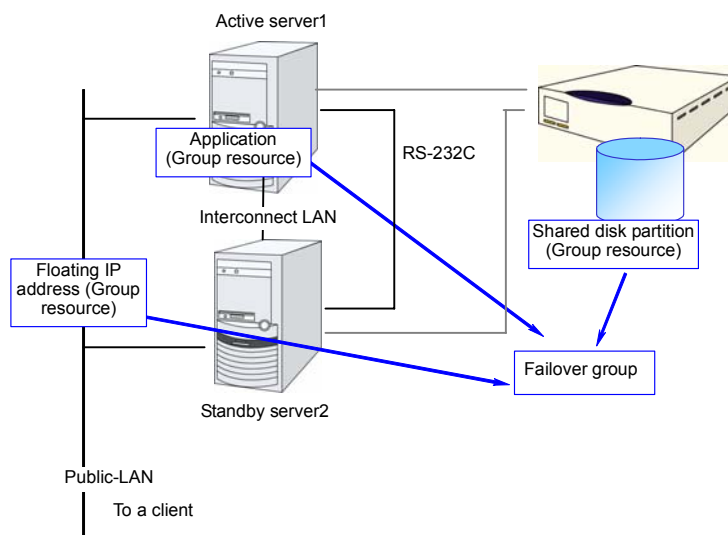 Active server1
Application
(Group resource)
RS-232C
Interconnect LAN
Shared disk partition
(Group resource)
Floating IP
address (Group
resource)
Failover group
Standby server2
Public-LAN
To a client